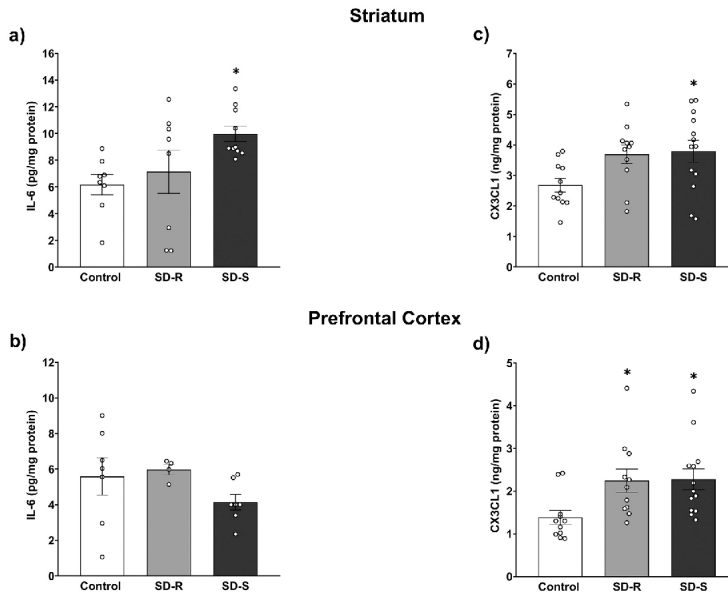 Striatum
a)
IL-6 (pg/mg protein)
16
14
12
10
8
6
4
2
0
*
Control
SD-R
SD-S
c)
CX3CL1 (ng/mg protein)
7
6
5
4
3
2
1
0
*
Control
SD-R
SD-S
Prefrontal Cortex
b)
IL-6 (pg/mg protein)
12
10
8
6
4
2
0
Control
SD-R
SD-S
d)
CX3CL1 (ng/mg protein)
5
4
3
2
1
0
*
*
Control
SD-R
SD-S